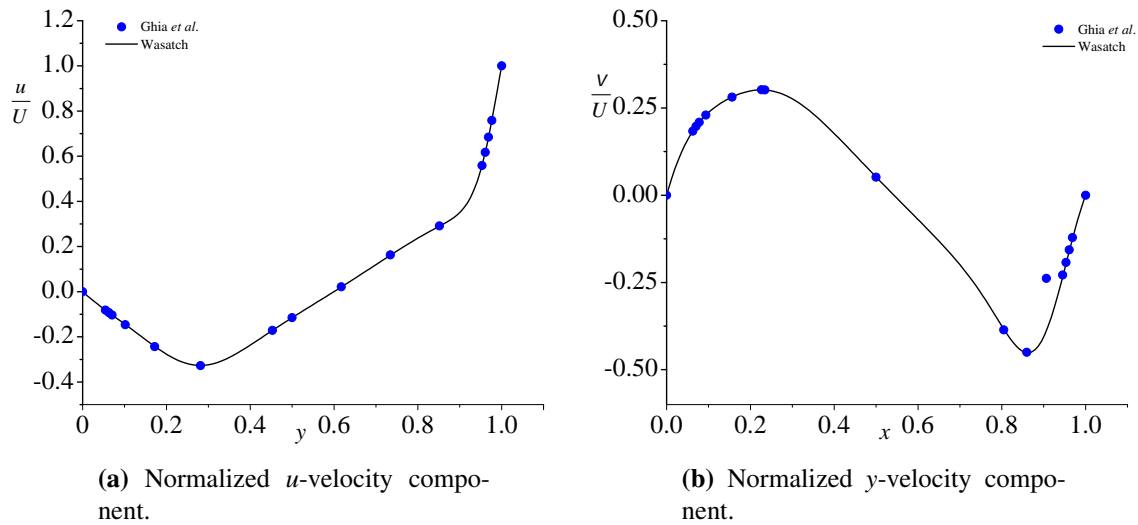 1.2
1.0
0.8
0.6
0.4
0.2
0.0
-0.2
-0.4
u
U
Ghia et al.
Wasatch
0 0.2 0.4 0.6 0.8 1.0
y
(a) Normalized u-velocity compo-
nent.
0.50
0.25
0.00
-0.25
-0.50
v
U
Ghia et al.
Wasatch
0.0 0.2 0.4 0.6 0.8 1.0
x
(b) Normalized y-velocity compo-
nent.